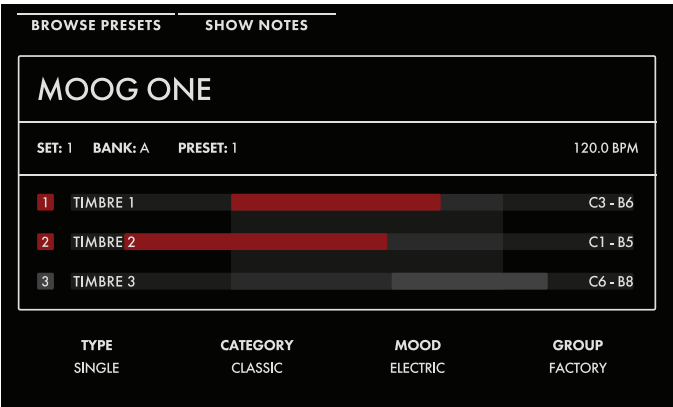 BROWSE PRESETS SHOW NOTES
MOOG ONE
SET: 1 BANK: A PRESET: 1 120.0 BPM
1 TIMBRE 1 C3 - B6
2 TIMBRE 2 C1 - B5
3 TIMBRE 3 C6 - B8
TYPE CATEGORY MOOD GROUP
SINGLE CLASSIC ELECTRIC FACTORY